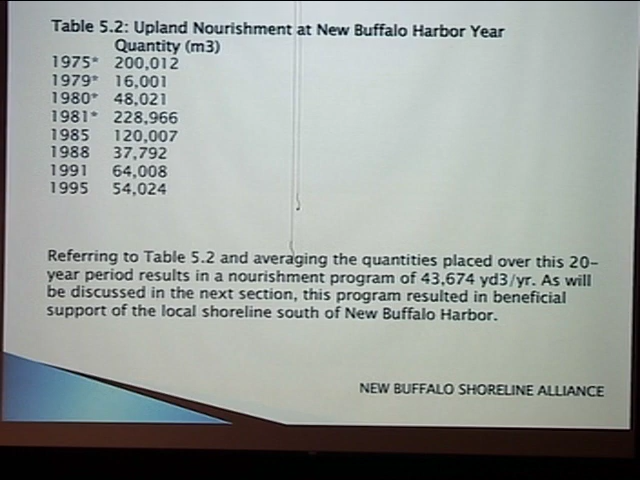 Table 5.2: Upland Nourishment at New Buffalo Harbor Year
Quantity (m3)
1975* 200,012
1979* 16,001
1980* 48,021
1981* 228,966
1985 120,007
1988 37,792
1991 64,008
1995 54,024
Referring to Table 5.2 and averaging the quantities placed over this 20-
year period results in a nourishment program of 43,674 yd3/yr. As will
be discussed in the next section, this program resulted in beneficial
support of the local shoreline south of New Buffalo Harbor.
NEW BUFFALO SHORELINE ALLIANCE